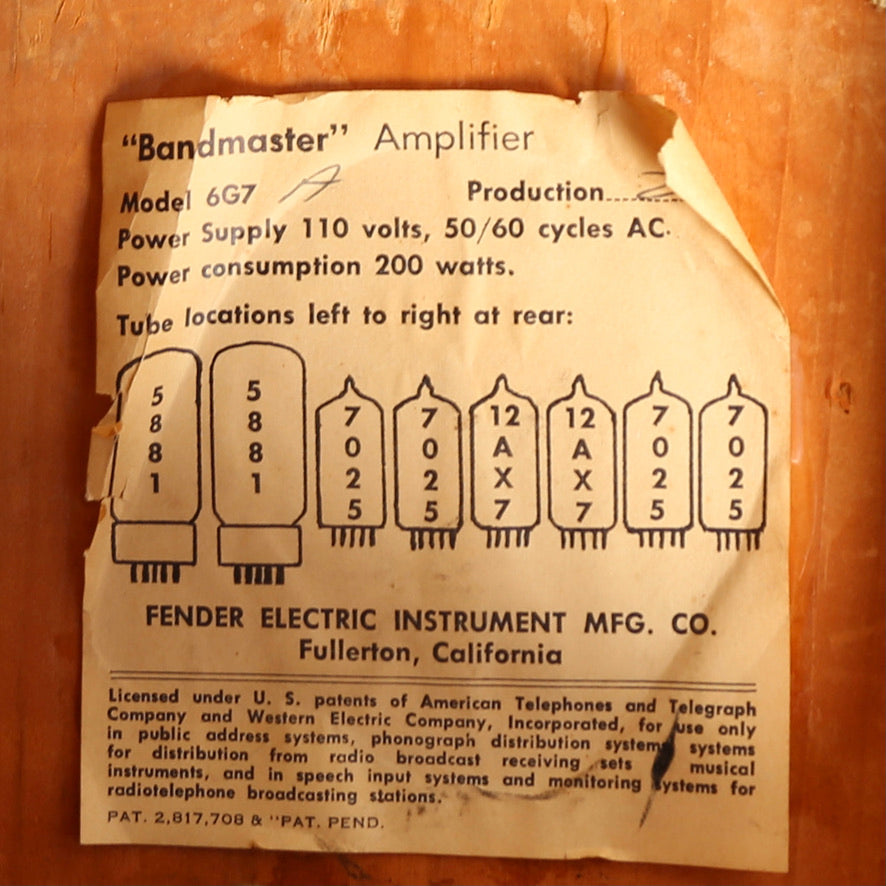 "Bandmaster" Amplifier
Model 6G7 A Production.... 2
Power Supply 110 volts, 50/60 cycles AC.
Power consumption 200 watts.
Tube locations left to right at rear:
5881 5881 7025 7025 12AX7 12AX7 7025 7025
FENDER ELECTRIC INSTRUMENT MFG. CO.
Fullerton, California
Licensed under U. S. patents of American Telephones and Telegraph
Company and Western Electric Company, Incorporated, for use only
in public address systems, phonograph distribution systems systems
for distribution from radio broadcast receiving sets musical
instruments, and in speech input systems and monitoring systems for
radiotelephone broadcasting stations.
PAT. 2,817,708 & "PAT. PEND.